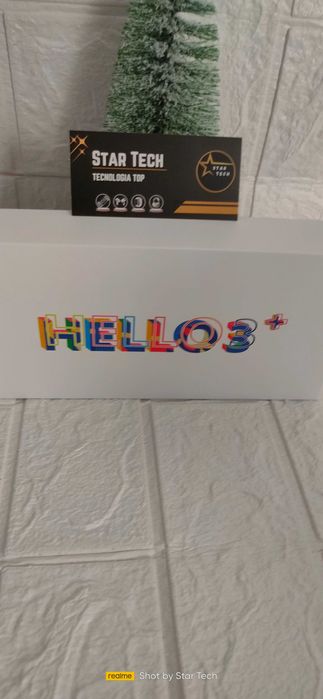 STAR TECH
TECNOLOGIA TOP
STAR
TECH
HELLO3+
realme Shot by Star Tech